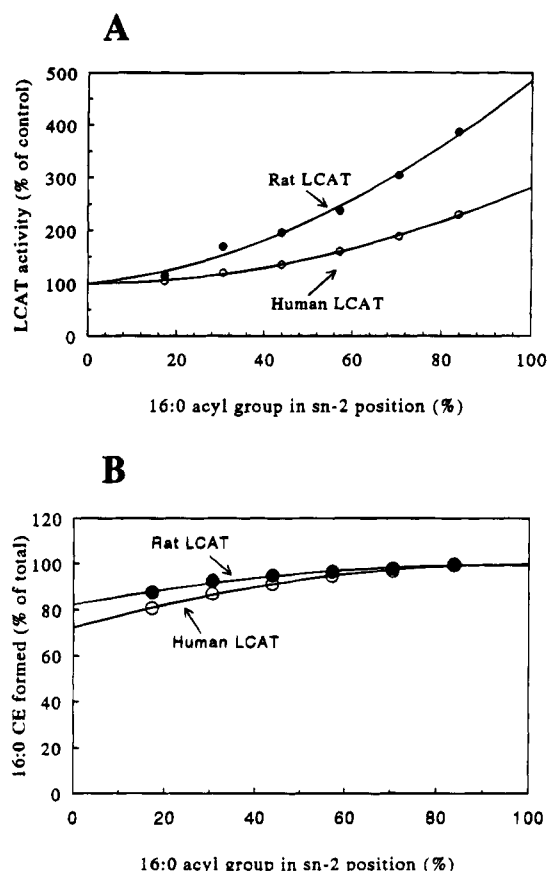 A
500
400
300
200
100
0
LCAT activity (% of control)
Rat LCAT
Human LCAT
0 20 40 60 80 100
16:0 acyl group in sn-2 position (%)
B
120
100
80
60
40
20
0
16:0 CE formed (% of total)
Rat LCAT
Human LCAT
0 20 40 60 80 100
16:0 acyl group in sn-2 position (%)